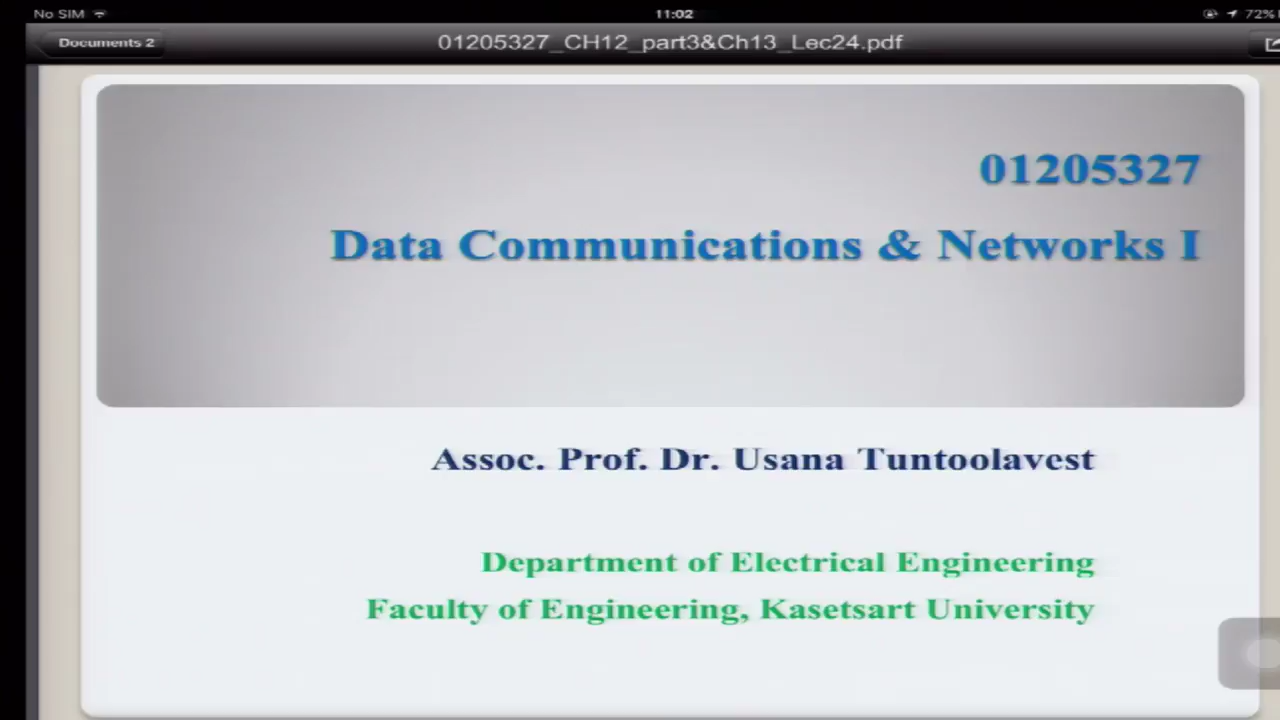 No SIM
11:02
72%
Documents 2
01205327_CH12_part3&Ch13_Lec24.pdf
01205327
Data Communications & Networks I
Assoc. Prof. Dr. Usana Tuntoolavest
Department of Electrical Engineering
Faculty of Engineering, Kasetsart University